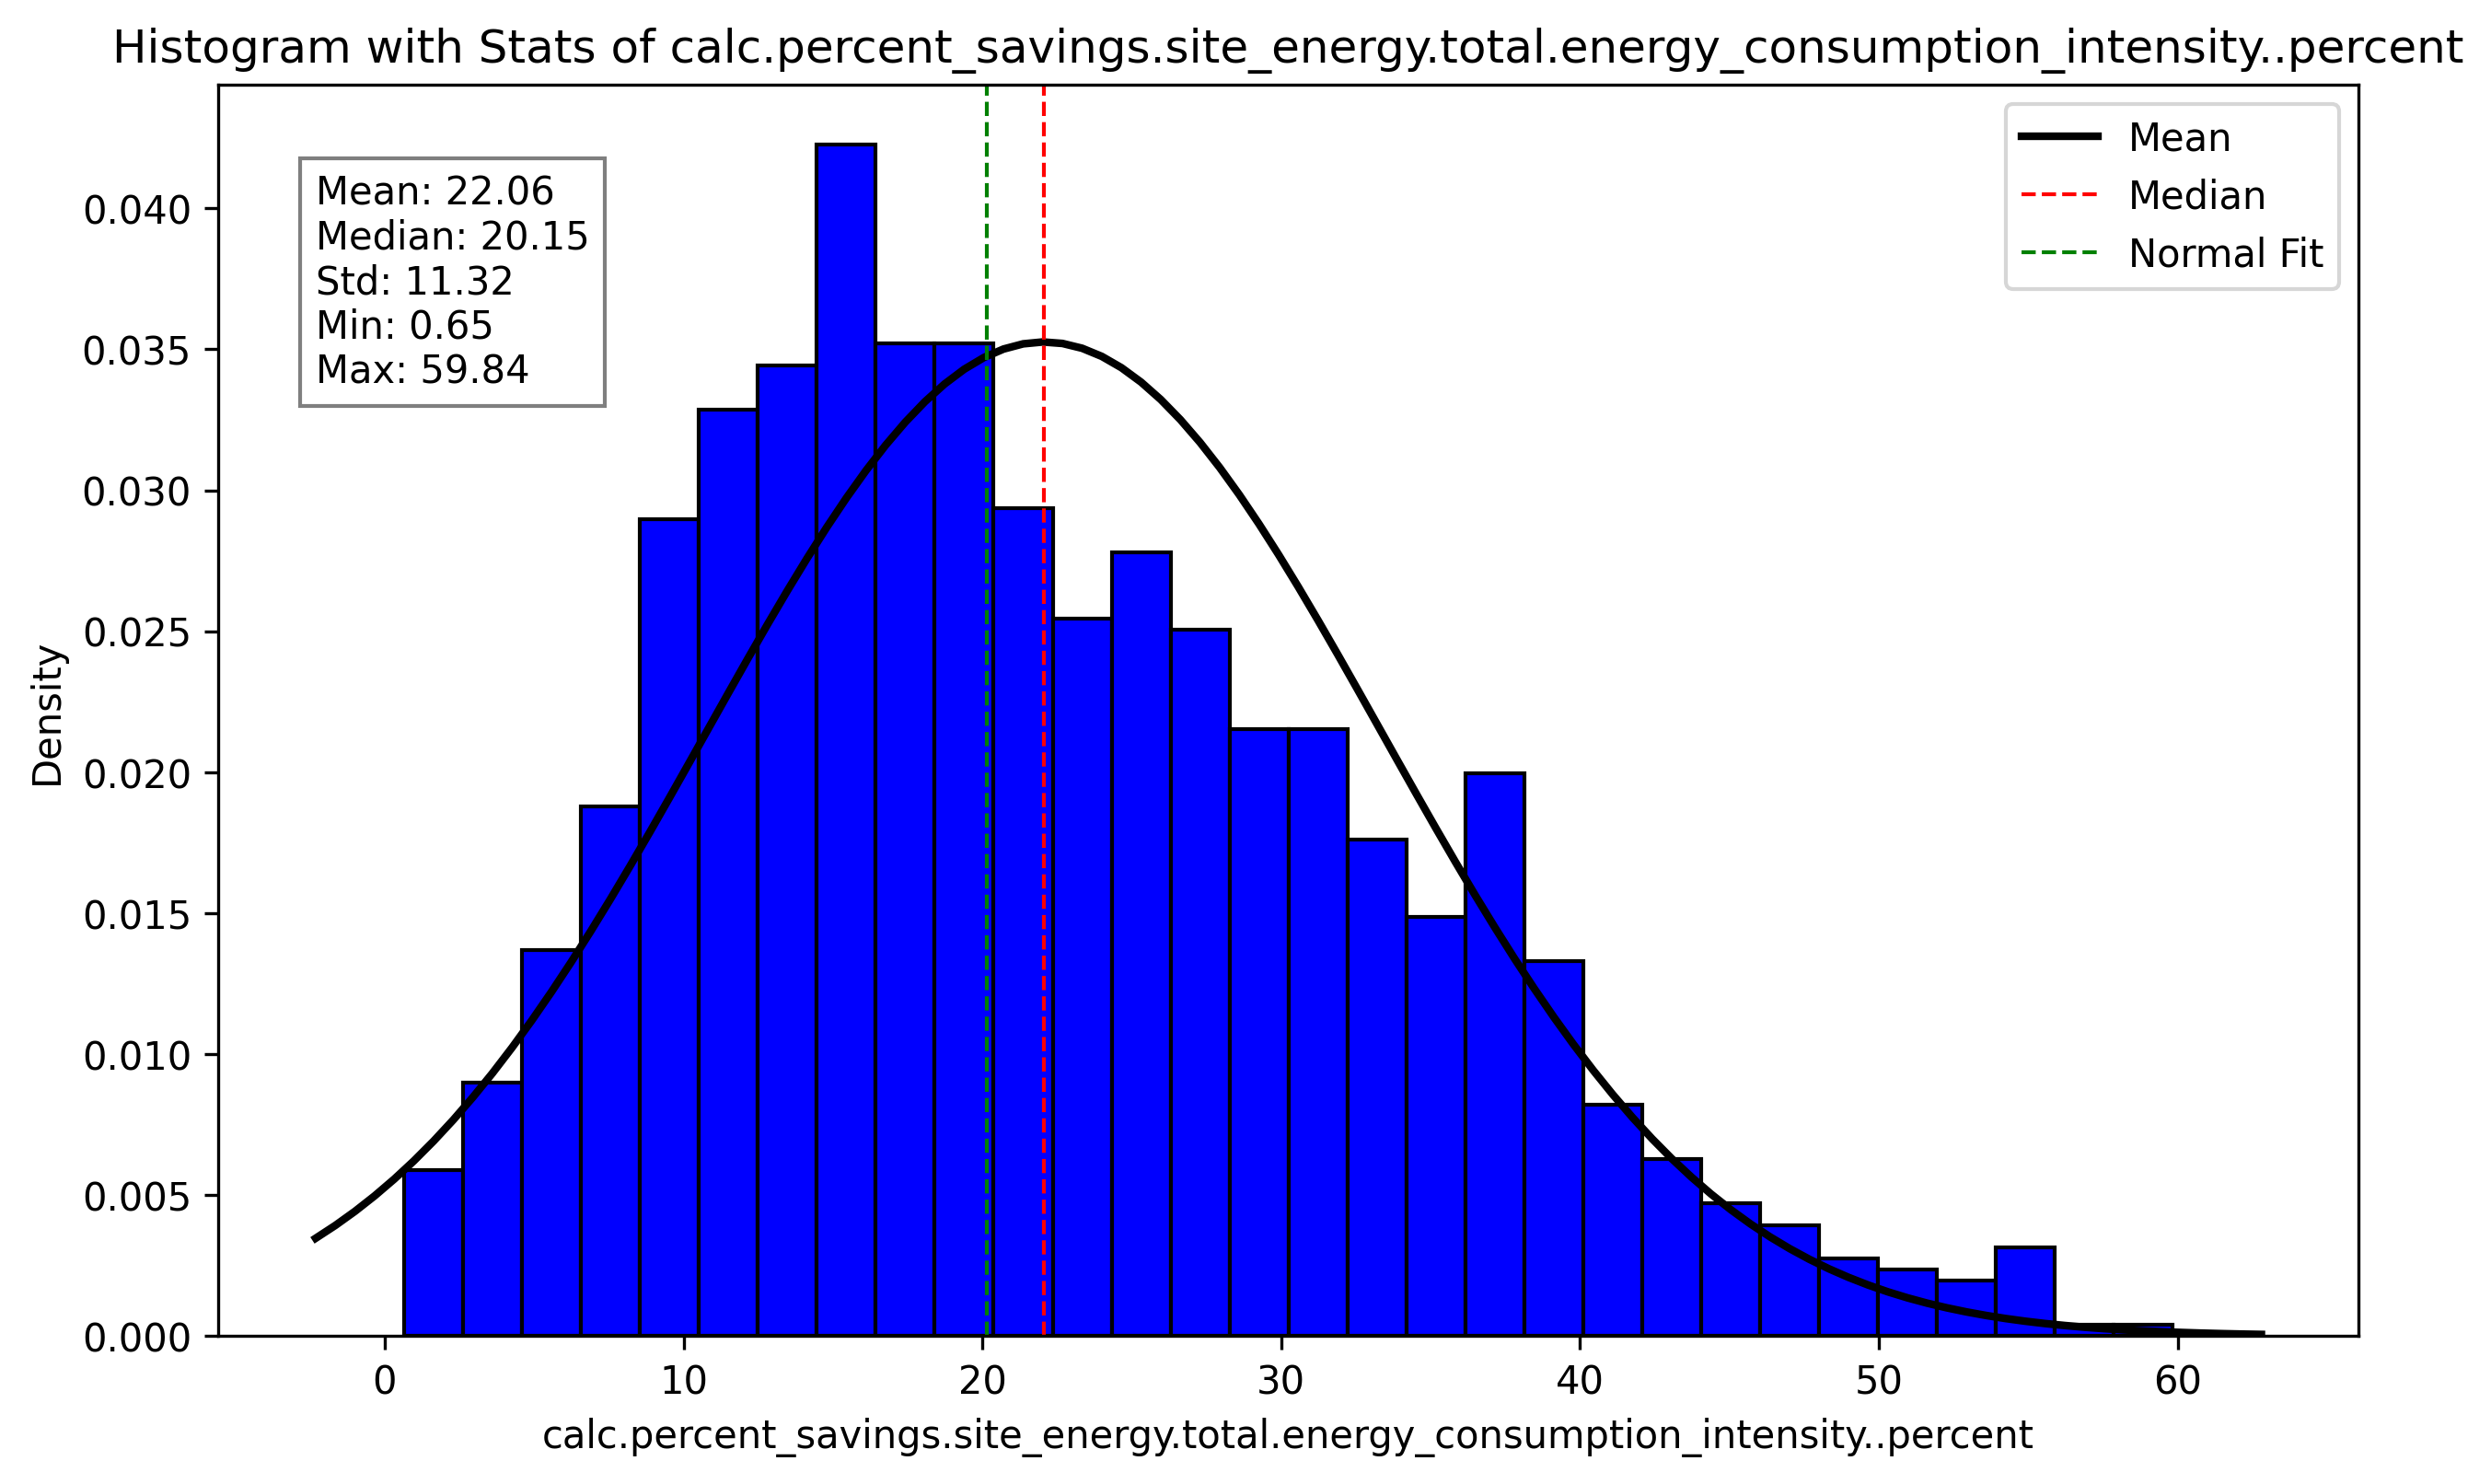 Histogram with Stats of calc.percent_savings.site_energy.total.energy_consumption_intensity..percent
Mean: 22.06
Median: 20.15
Std: 11.32
Min: 0.65
Max: 59.84
Mean
Median
Normal Fit
Density
0.040
0.035
0.030
0.025
0.020
0.015
0.010
0.005
0.000
0 10 20 30 40 50 60
calc.percent_savings.site_energy.total.energy_consumption_intensity..percent